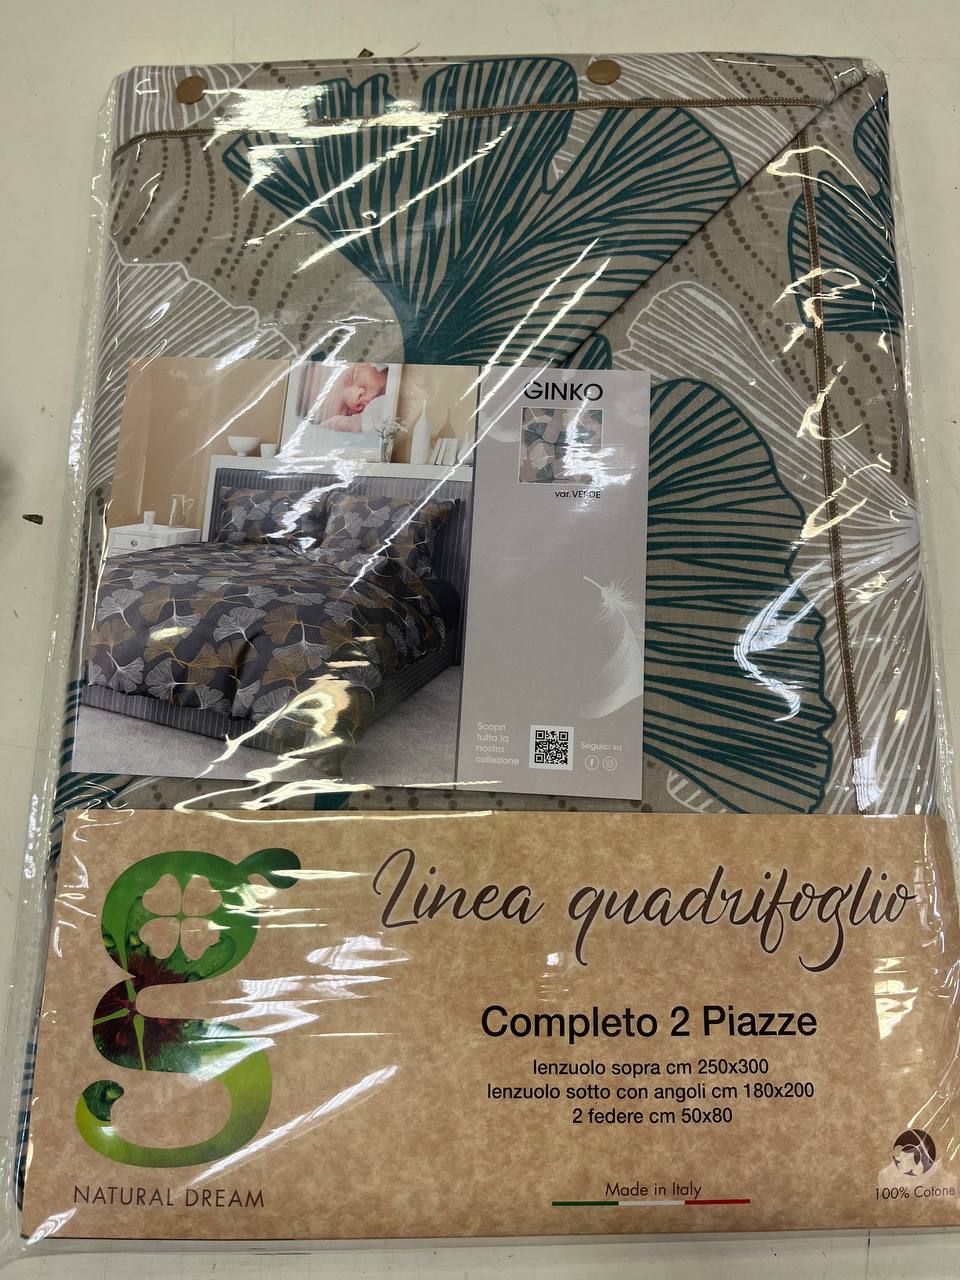 GINKO
var. VERDE
Scopri
tutta la
nostra
collezione
Seguici su
Linea quadrifoglio
Completo 2 Piazze
lenzuolo sopra cm 250x300
lenzuolo sotto con angoli cm 180x200
2 federe cm 50x80
NATURAL DREAM
Made in Italy
100% Cotone